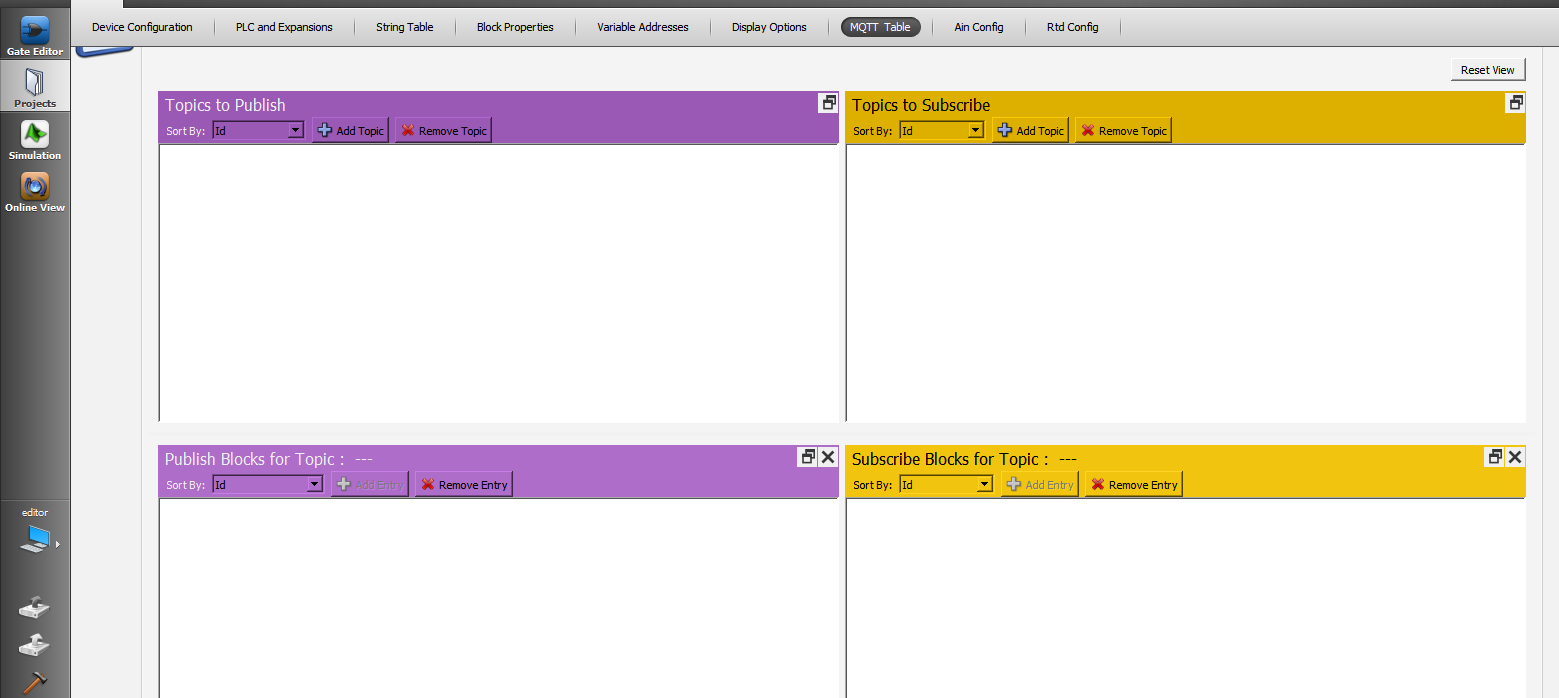 Device Configuration PLC and Expansions String Table Block Properties Variable Addresses Display Options MQTT Table Ain Config Rtd Config
Gate Editor
Projects
Simulation
Online View
editor
Reset View
Topics to Publish
Sort By: Id Add Topic Remove Topic
Topics to Subscribe
Sort By: Id Add Topic Remove Topic
Publish Blocks for Topic : ---
Sort By: Id Add Entry Remove Entry
Subscribe Blocks for Topic : ---
Sort By: Id Add Entry Remove Entry